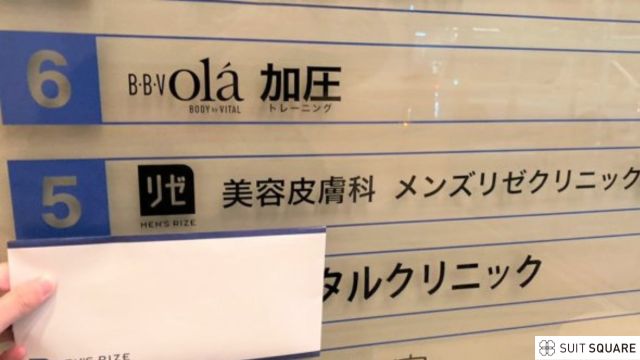 6
B·B·V olá 加圧
BODY by VITAL トレーニング
5
リゼ 美容皮膚科 メンズリゼクリニック
MEN'S RIZE
タルクリニック
RIZE
SUIT SQUARE